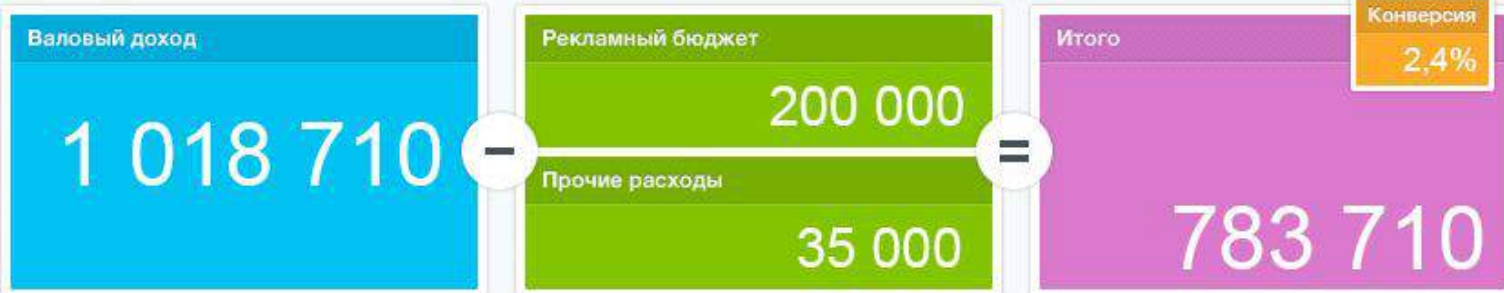 Валовый доход
1 018 710
−
Рекламный бюджет
200 000
Прочие расходы
35 000
=
Итого
Конверсия
2,4%
783 710